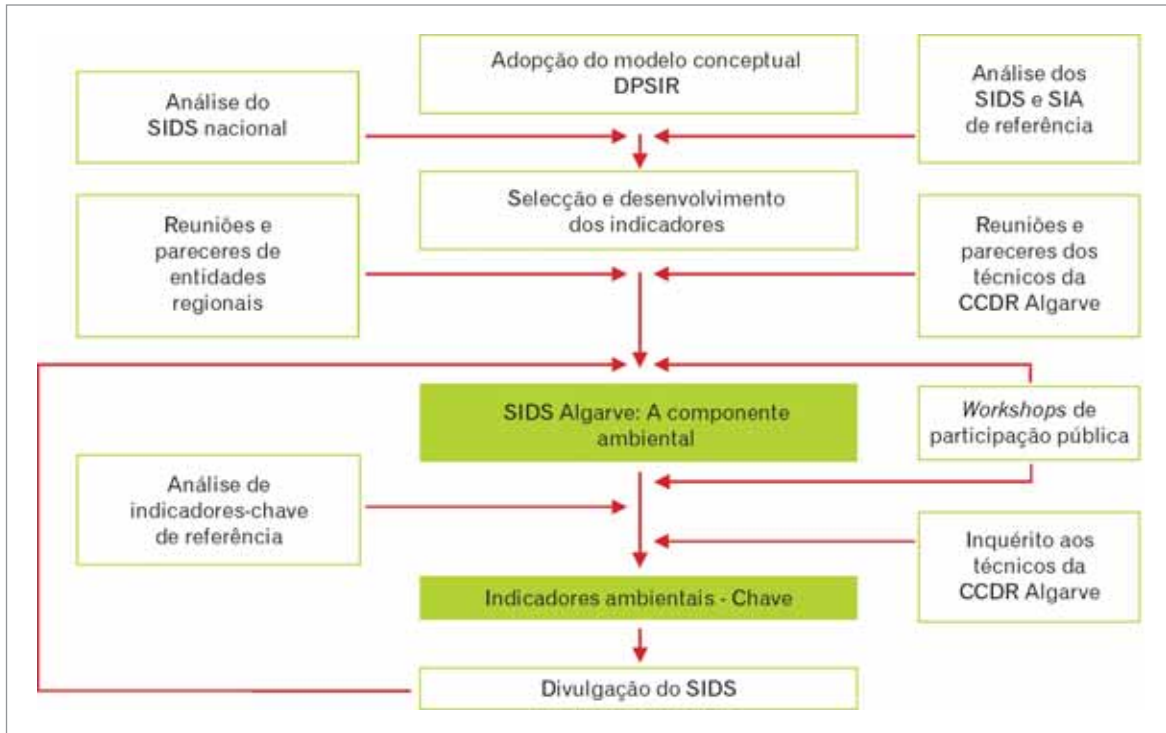 Adopção do modelo conceptual
DPSIR
Análise do
SIDS nacional
Análise dos
SIDS e SIA
de referência
Selecção e desenvolvimento
dos indicadores
Reuniões e
pareceres de
entidades
regionais
Reuniões e
pareceres dos
técnicos da
CCDR Algarve
SIDS Algarve: A componente
ambiental
Workshops de
participação pública
Análise de
indicadores-chave
de referência
Inquérito aos
técnicos da
CCDR Algarve
Indicadores ambientais - Chave
Divulgação do SIDS